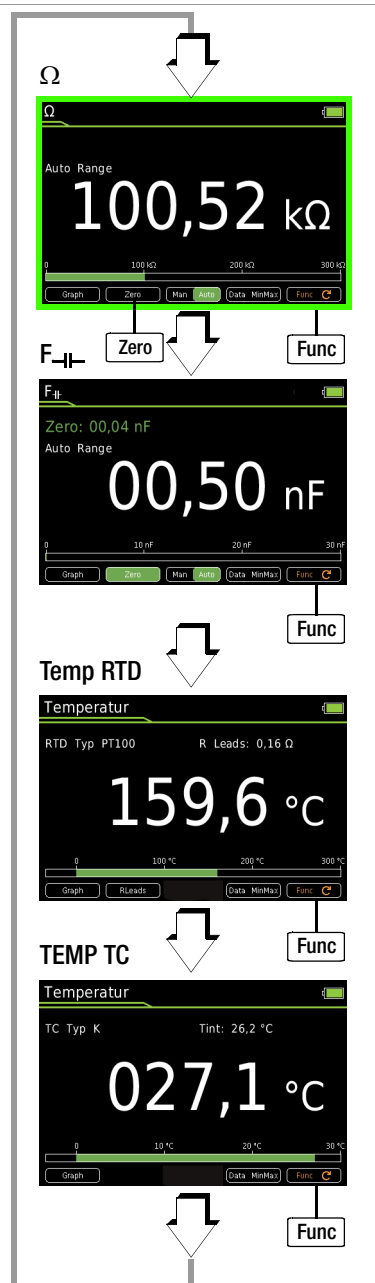 Ω
Ω
Auto Range
100,52 kΩ
0 100 kΩ 200 kΩ 300 kΩ
Graph Zero Man Auto Data MinMax Func
Zero Func
F
F
Zero: 00,04 nF
Auto Range
00,50 nF
0 10 nF 20 nF 30 nF
Graph Zero Man Auto Data MinMax Func
Func
Temp RTD
Temperatur
RTD Typ PT100 R Leads: 0,16 Ω
159,6 °C
0 100 °C 200 °C 300 °C
Graph RLeads Data MinMax Func
Func
TEMP TC
Temperatur
TC Typ K Tint: 26,2 °C
027,1 °C
0 10 °C 20 °C 30 °C
Graph Data MinMax Func
Func